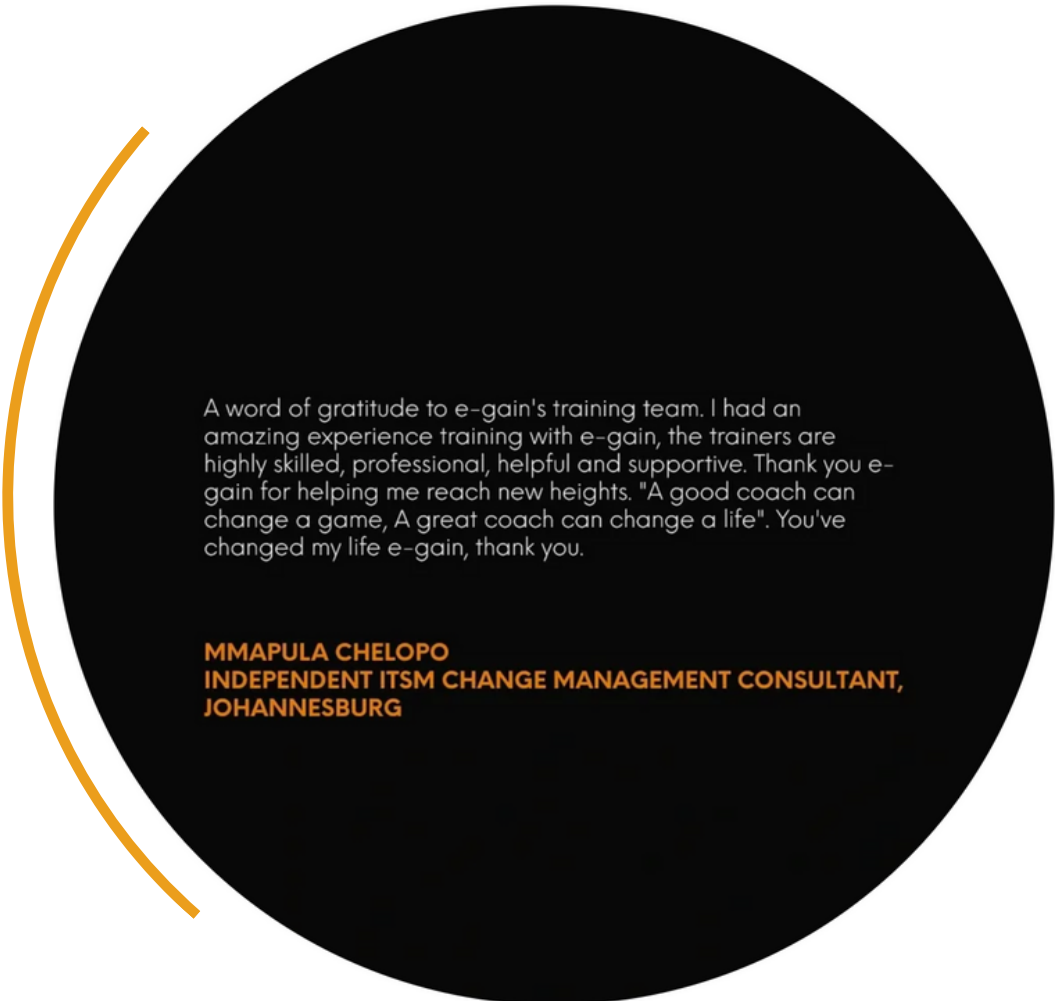 A word of gratitude to e-gain's training team. I had an
amazing experience training with e-gain, the trainers are
highly skilled, professional, helpful and supportive. Thank you e-
gain for helping me reach new heights. "A good coach can
change a game, A great coach can change a life". You've
changed my life e-gain, thank you.
MMAPULA CHELOPO
INDEPENDENT ITSM CHANGE MANAGEMENT CONSULTANT,
JOHANNESBURG